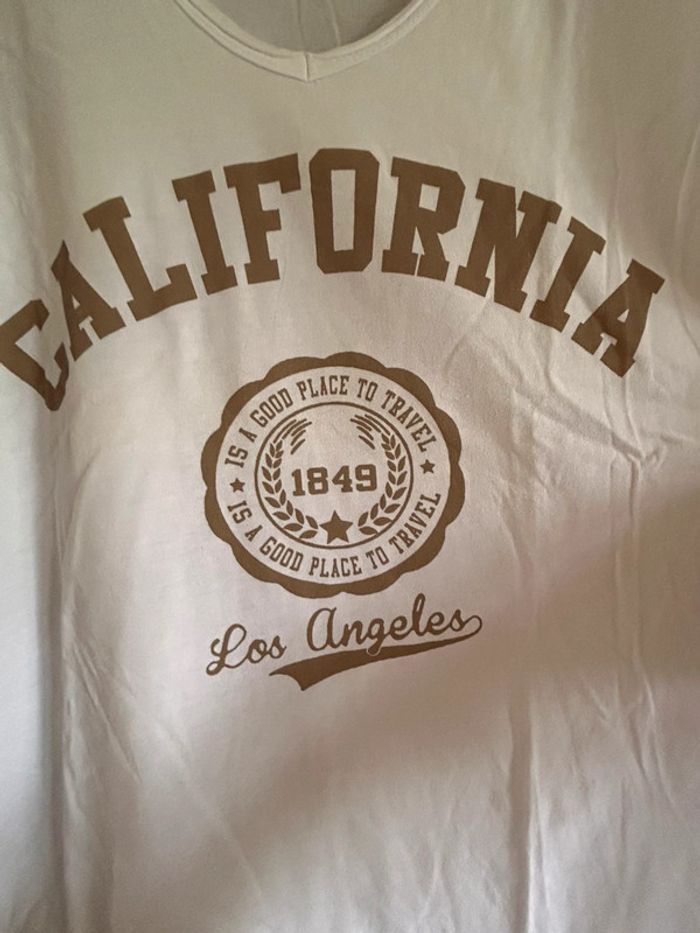 CALIFORNIA
IS A GOOD PLACE TO TRAVEL
1849
IS A GOOD PLACE TO TRAVEL
Los Angeles